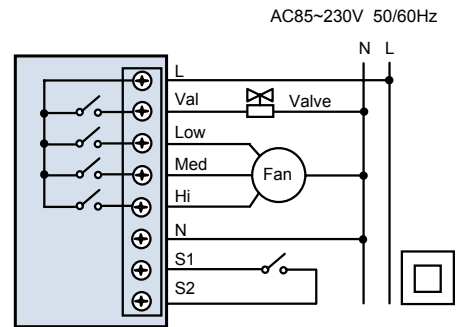 AC85~230V 50/60Hz
N L
L
Val Valve
Low
Med Fan
Hi
N
S1
S2